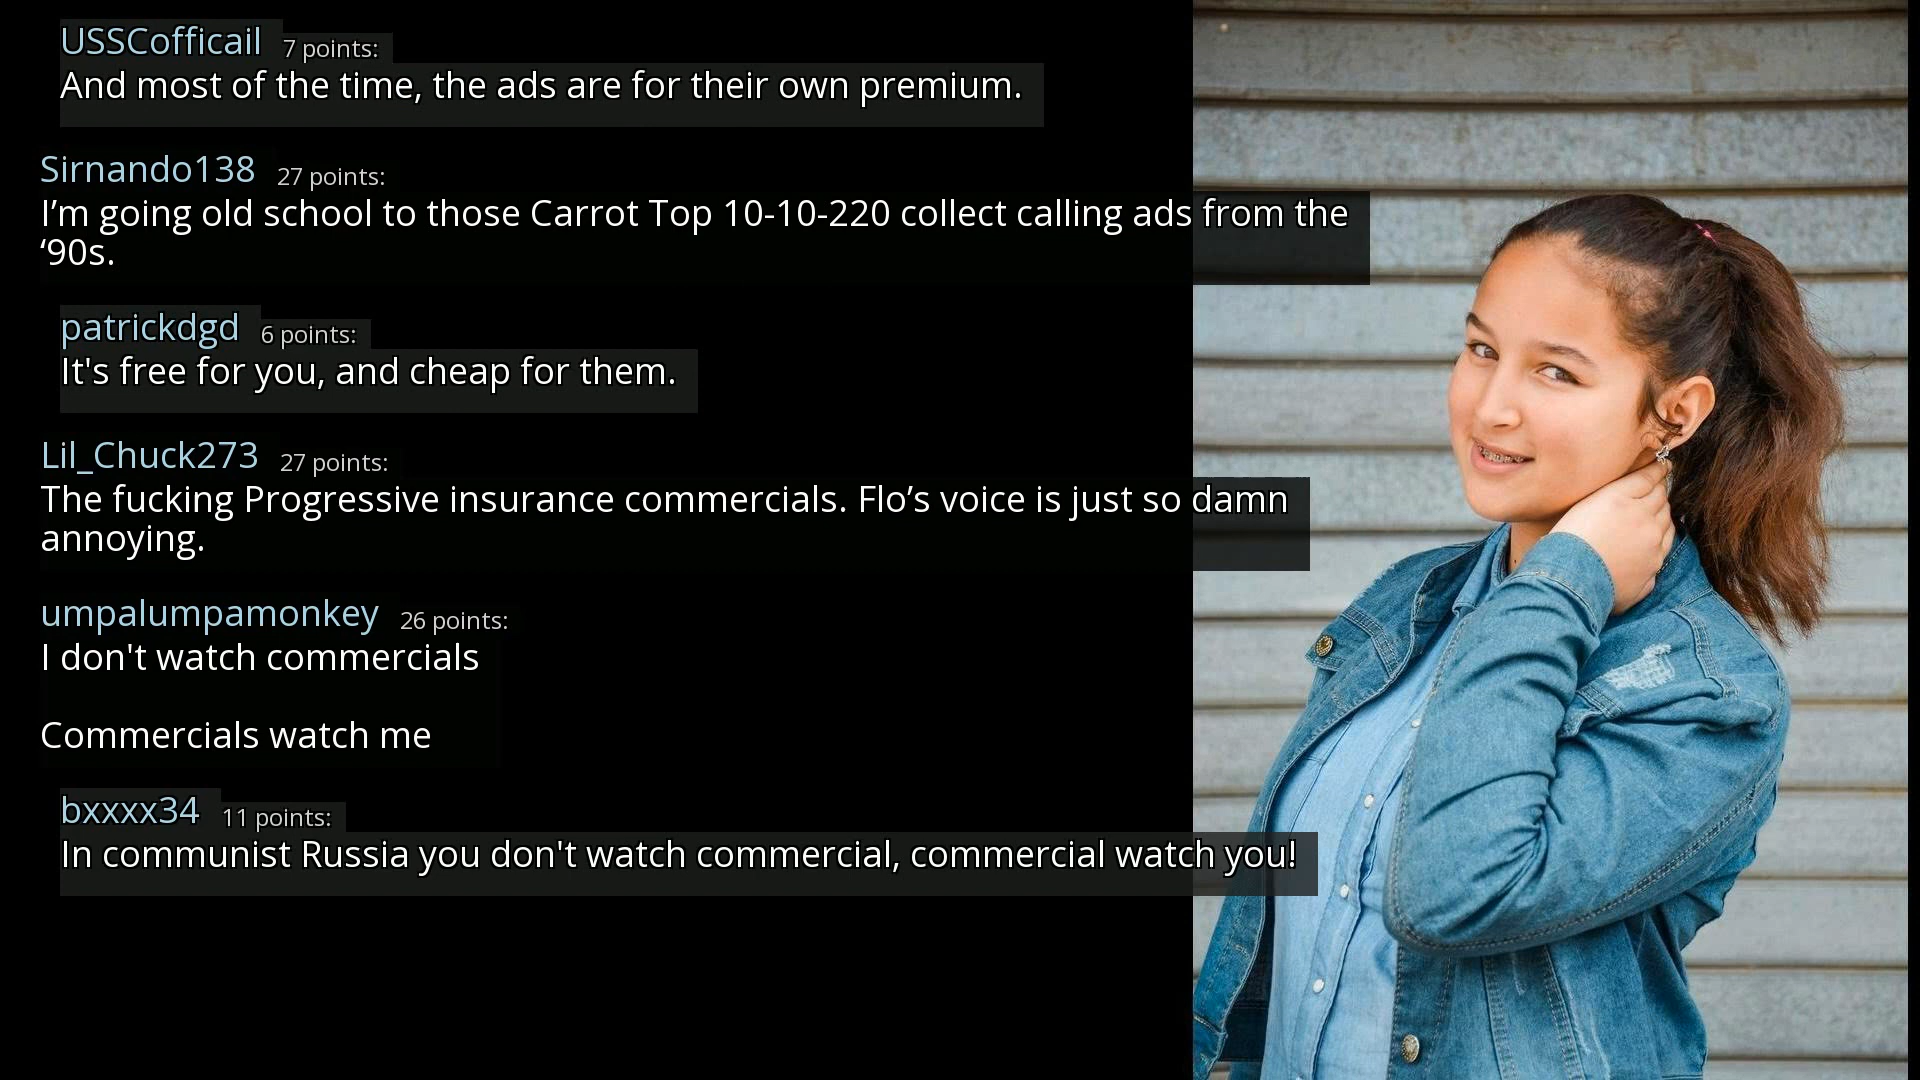 USSCofficail 7 points:
And most of the time, the ads are for their own premium.
Sirnando138 27 points:
I’m going old school to those Carrot Top 10-10-220 collect calling ads from the
‘90s.
patrickdgd 6 points:
It's free for you, and cheap for them.
Lil_Chuck273 27 points:
The fucking Progressive insurance commercials. Flo’s voice is just so damn
annoying.
umpalumpamonkey 26 points:
I don't watch commercials
Commercials watch me
bxxxx34 11 points:
In communist Russia you don't watch commercial, commercial watch you!